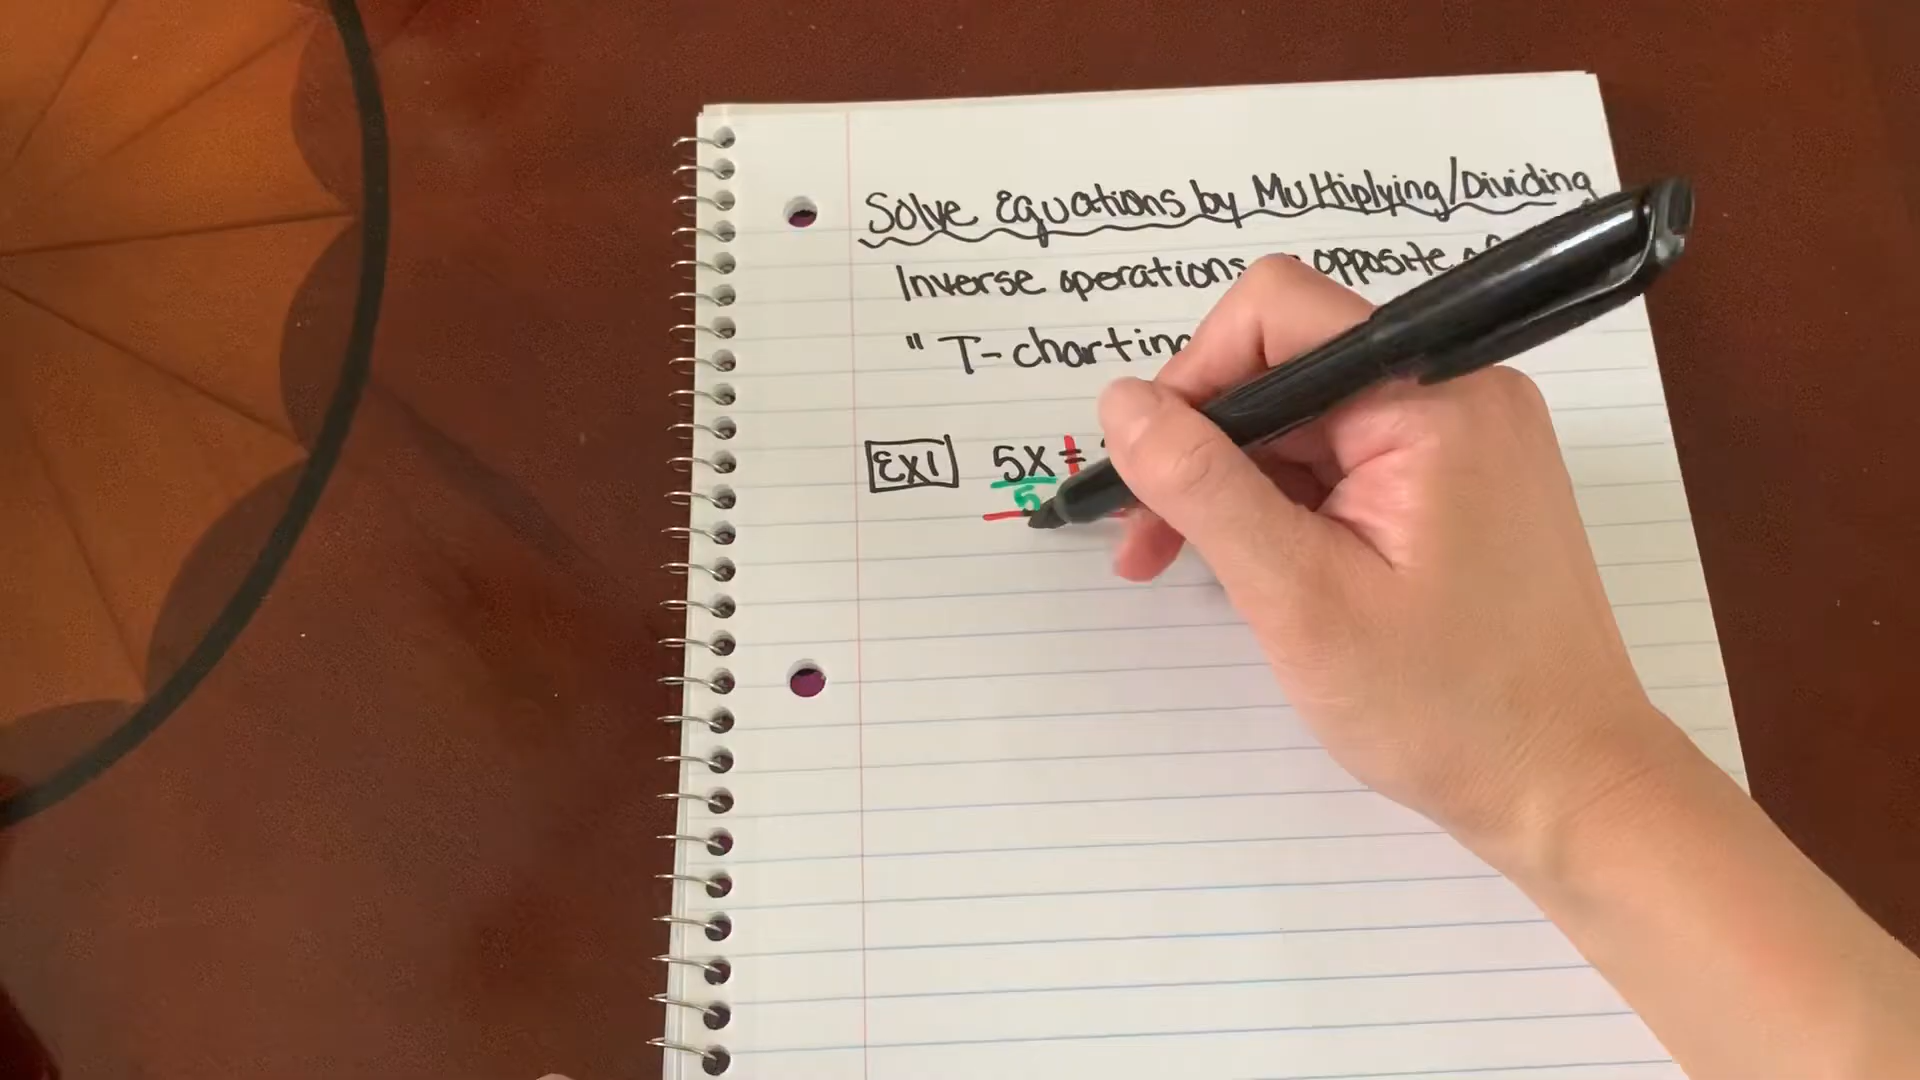 Solve Equations by Multiplying/Dividing
Inverse operations opposite
" T-charting
EX1 5x =
5